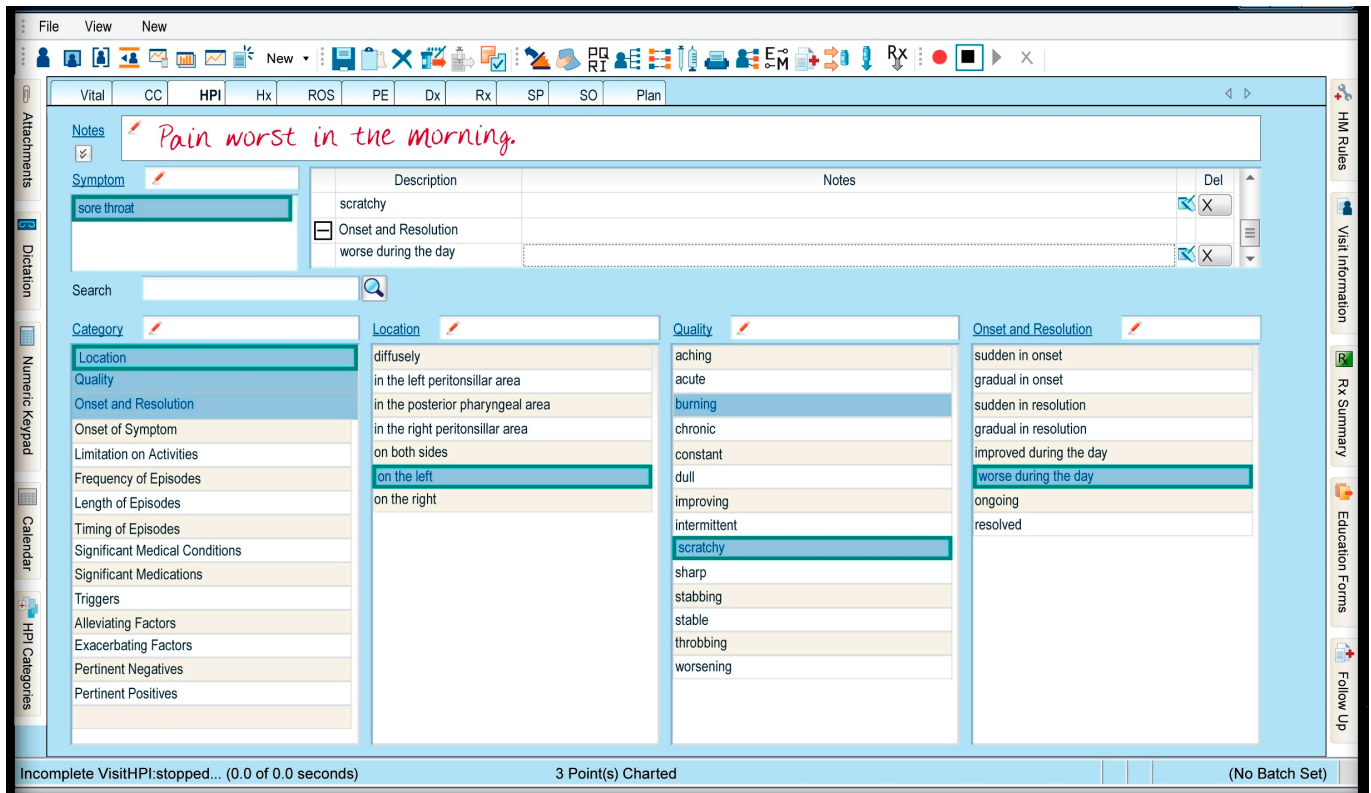 File View New
New
PQRI
E→M
Rx
Vital CC HPI Hx ROS PE Dx Rx SP SO Plan
Attachments
Dictation
Numeric Keypad
Calendar
HPI Categories
Notes Pain worst in the morning.
Symptom
sore throat
Description Notes Del
scratchy X
Onset and Resolution
worse during the day X
Search
Category
Location
Quality
Onset and Resolution
Onset of Symptom
Limitation on Activities
Frequency of Episodes
Length of Episodes
Timing of Episodes
Significant Medical Conditions
Significant Medications
Triggers
Alleviating Factors
Exacerbating Factors
Pertinent Negatives
Pertinent Positives
Location
diffusely
in the left peritonsillar area
in the posterior pharyngeal area
in the right peritonsillar area
on both sides
on the left
on the right
Quality
aching
acute
burning
chronic
constant
dull
improving
intermittent
scratchy
sharp
stabbing
stable
throbbing
worsening
Onset and Resolution
sudden in onset
gradual in onset
sudden in resolution
gradual in resolution
improved during the day
worse during the day
ongoing
resolved
HM Rules
Visit Information
Rx Summary
Education Forms
Follow Up
Incomplete VisitHPI:stopped... (0.0 of 0.0 seconds) 3 Point(s) Charted (No Batch Set)